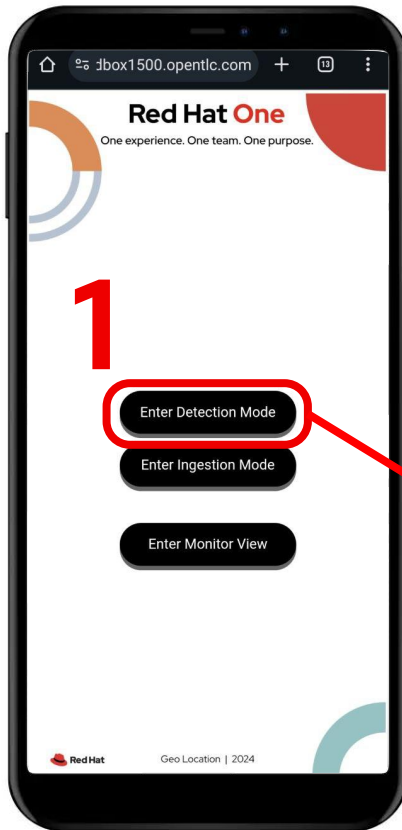 dbox1500.opentlc.com
13
Red Hat One
One experience. One team. One purpose.
1
Enter Detection Mode
Enter Ingestion Mode
Enter Monitor View
Red Hat
Geo Location | 2024